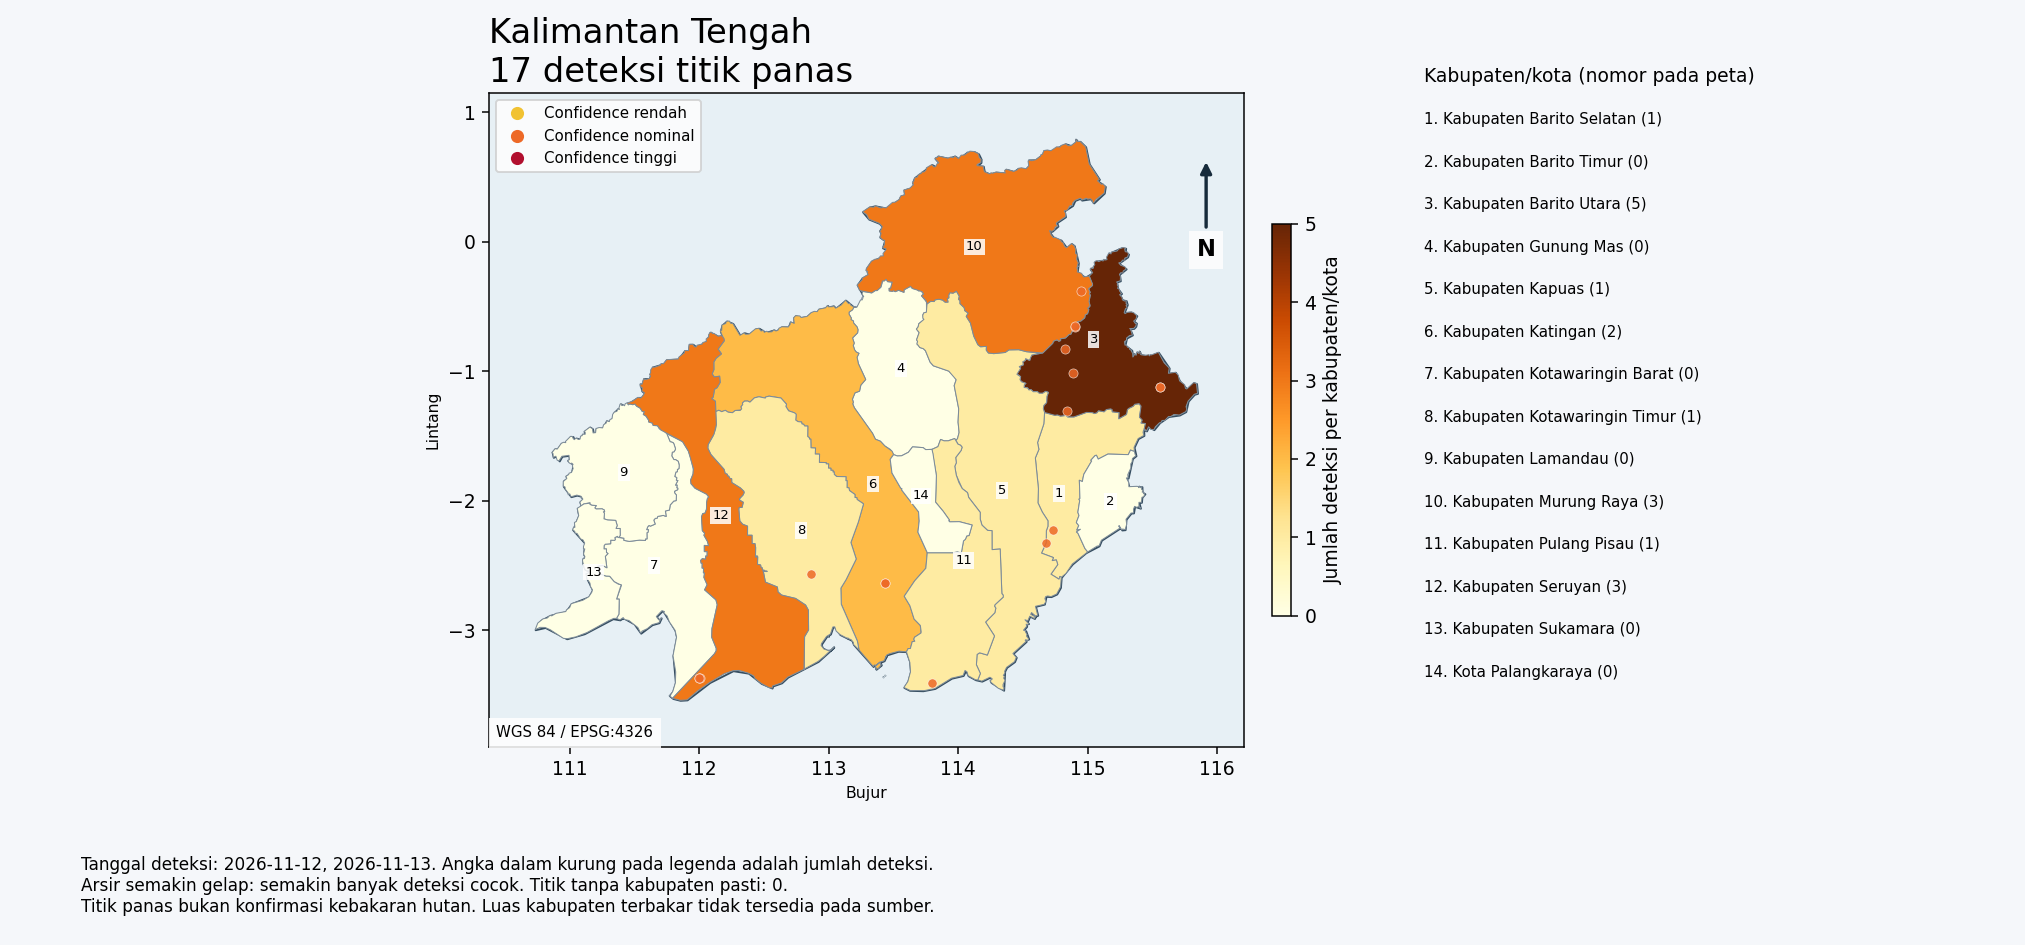 Kalimantan Tengah
17 deteksi titik panas
Confidence rendah
Confidence nominal
Confidence tinggi
1
0
−1
−2
−3
Lintang
111
112
113
114
115
116
Bujur
N
10
3
4
9
6
14
5
1
2
12
8
7
13
11
WGS 84 / EPSG:4326
5
4
3
2
1
0
Jumlah deteksi per kabupaten/kota
Kabupaten/kota (nomor pada peta)
1. Kabupaten Barito Selatan (1)
2. Kabupaten Barito Timur (0)
3. Kabupaten Barito Utara (5)
4. Kabupaten Gunung Mas (0)
5. Kabupaten Kapuas (1)
6. Kabupaten Katingan (2)
7. Kabupaten Kotawaringin Barat (0)
8. Kabupaten Kotawaringin Timur (1)
9. Kabupaten Lamandau (0)
10. Kabupaten Murung Raya (3)
11. Kabupaten Pulang Pisau (1)
12. Kabupaten Seruyan (3)
13. Kabupaten Sukamara (0)
14. Kota Palangkaraya (0)
Tanggal deteksi: 2026-11-12, 2026-11-13. Angka dalam kurung pada legenda adalah jumlah deteksi.
Arsir semakin gelap: semakin banyak deteksi cocok. Titik tanpa kabupaten pasti: 0.
Titik panas bukan konfirmasi kebakaran hutan. Luas kabupaten terbakar tidak tersedia pada sumber.